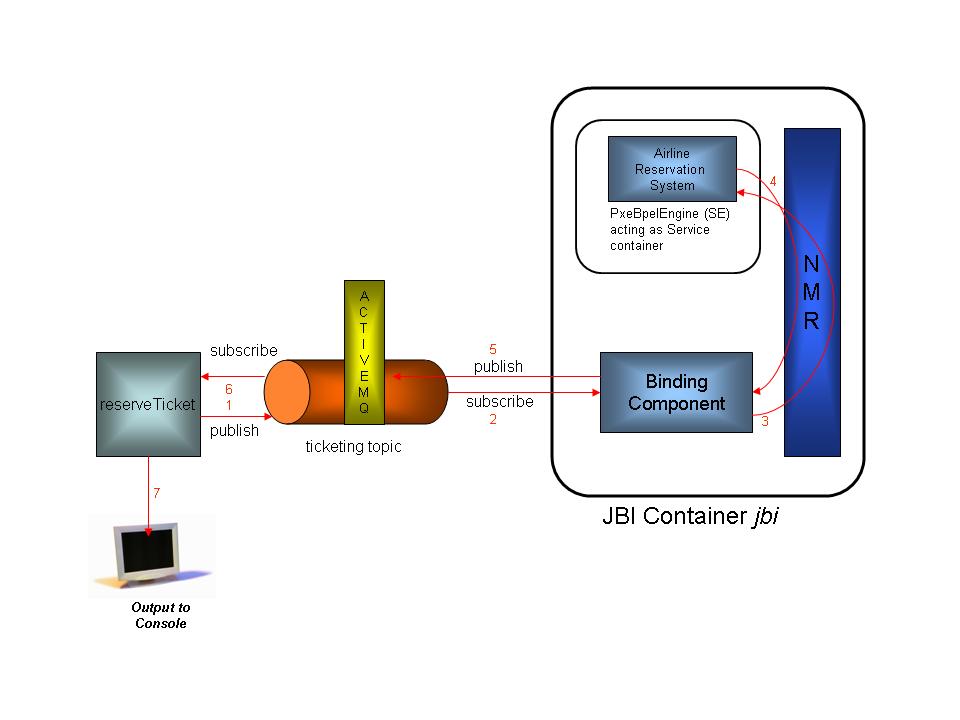 Airline
Reservation
System
4
PxeBpelEngine (SE)
acting as Service
container
N
M
R
A
C
T
I
V
E
M
Q
subscribe
5
publish
reserveTicket
6
1
publish
subscribe
2
Binding
Component
3
ticketing topic
7
JBI Container jbi
Output to
Console